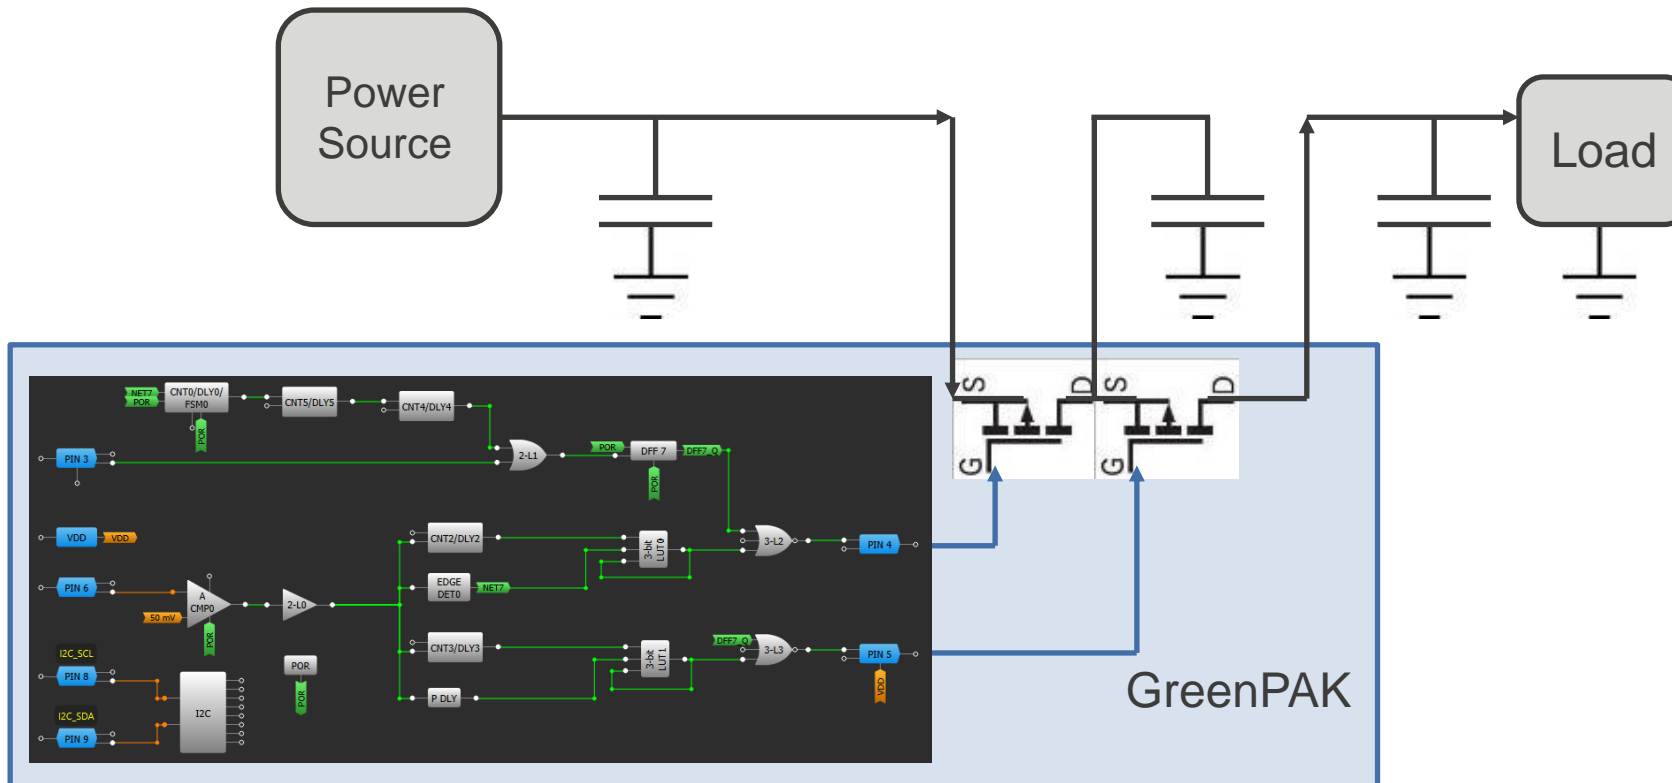 Power
Source
Load
S
D
S
D
G
G
NET7
POR
CNT0/DLY0/
FSM0
POR
CNT5/DLY5
CNT4/DLY4
PIN 3
2-L1
POR
DFF 7
DFF7_Q
POR
VDD
VDD
CNT2/DLY2
3-bit
LUT0
3-L2
PIN 4
PIN 6
A
CMP0
50 mV
POR
2-L0
EDGE
DET0
NET7
CNT3/DLY3
3-bit
LUT1
DFF7_Q
3-L3
PIN 5
VDD
P DLY
I2C_SCL
PIN 8
I2C_SDA
PIN 9
I2C
POR
POR
GreenPAK